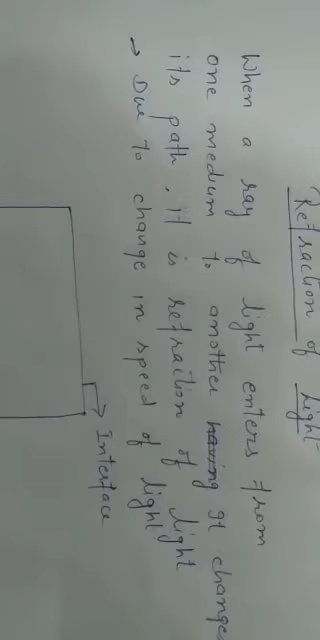 Refraction of light
When a ray of light enters from
one medium to another having it changes
its path, it is refraction of light
→ Due to change in speed of light
Interface